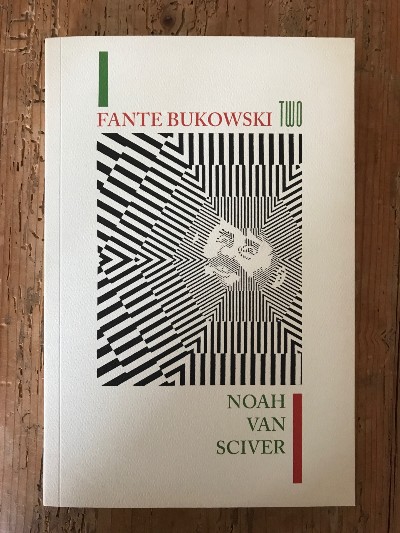 FANTE BUKOWSKI TWO
NOAH
VAN
SCIVER